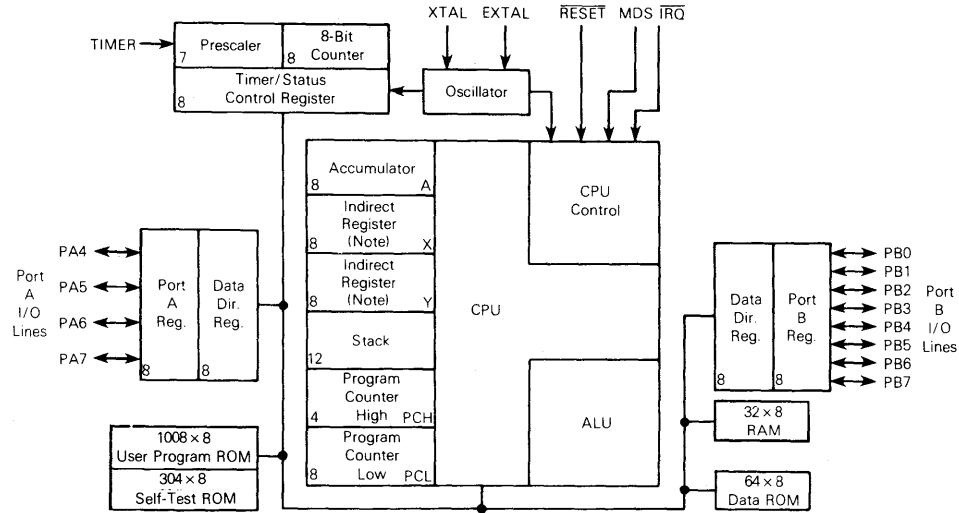 XTAL EXTAL RESET MDS IRQ
TIMER
7 Prescaler
8 8-Bit
Counter
Timer/Status
8 Control Register
Oscillator
Accumulator
8 A
Indirect
Register
8 (Note) X
Indirect
Register
8 (Note) Y
Stack
12
Program
Counter
4 High PCH
Program
Counter
8 Low PCL
CPU
CPU
Control
ALU
Port
A
I/O
Lines
PA4
PA5
PA6
PA7
Port
A
Reg.
8
Data
Dir.
Reg.
8
Data
Dir.
Reg.
8
Port
B
Reg.
8
PB0
PB1
PB2
PB3
PB4
PB5
PB6
PB7
Port
B
I/O
Lines
1008 × 8
User Program ROM
304 × 8
Self-Test ROM
32 × 8
RAM
64 × 8
Data ROM